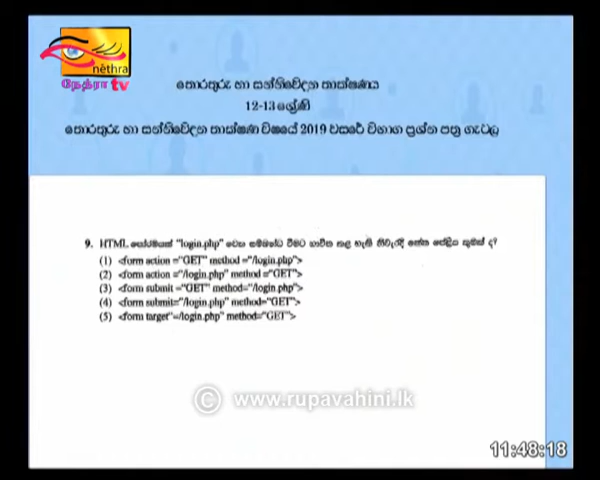 nēthra
நேத்ரா tv
තොරතුරු හා සන්නිවේදන තාක්ෂණය
12-13 ශ්‍රේණි
තොරතුරු හා සන්නිවේදන තාක්ෂණ විෂයේ 2019 වසරේ විභාග ප්‍රශ්න පත්‍ර ගැටලු
9. HTML පෝරමයක් "login.php" වෙත සම්බන්ධ වීමට භාවිත කළ හැකි නිවැරදි කේත පේළිය කුමක් ද?
(1) <form action ="GET" method ="/login.php">
(2) <form action ="/login.php" method ="GET">
(3) <form submit ="GET" method="/login.php">
(4) <form submit="/login.php" method="GET">
(5) <form target"=/login.php" method="GET">
© www.rupavahini.lk
11:48:18